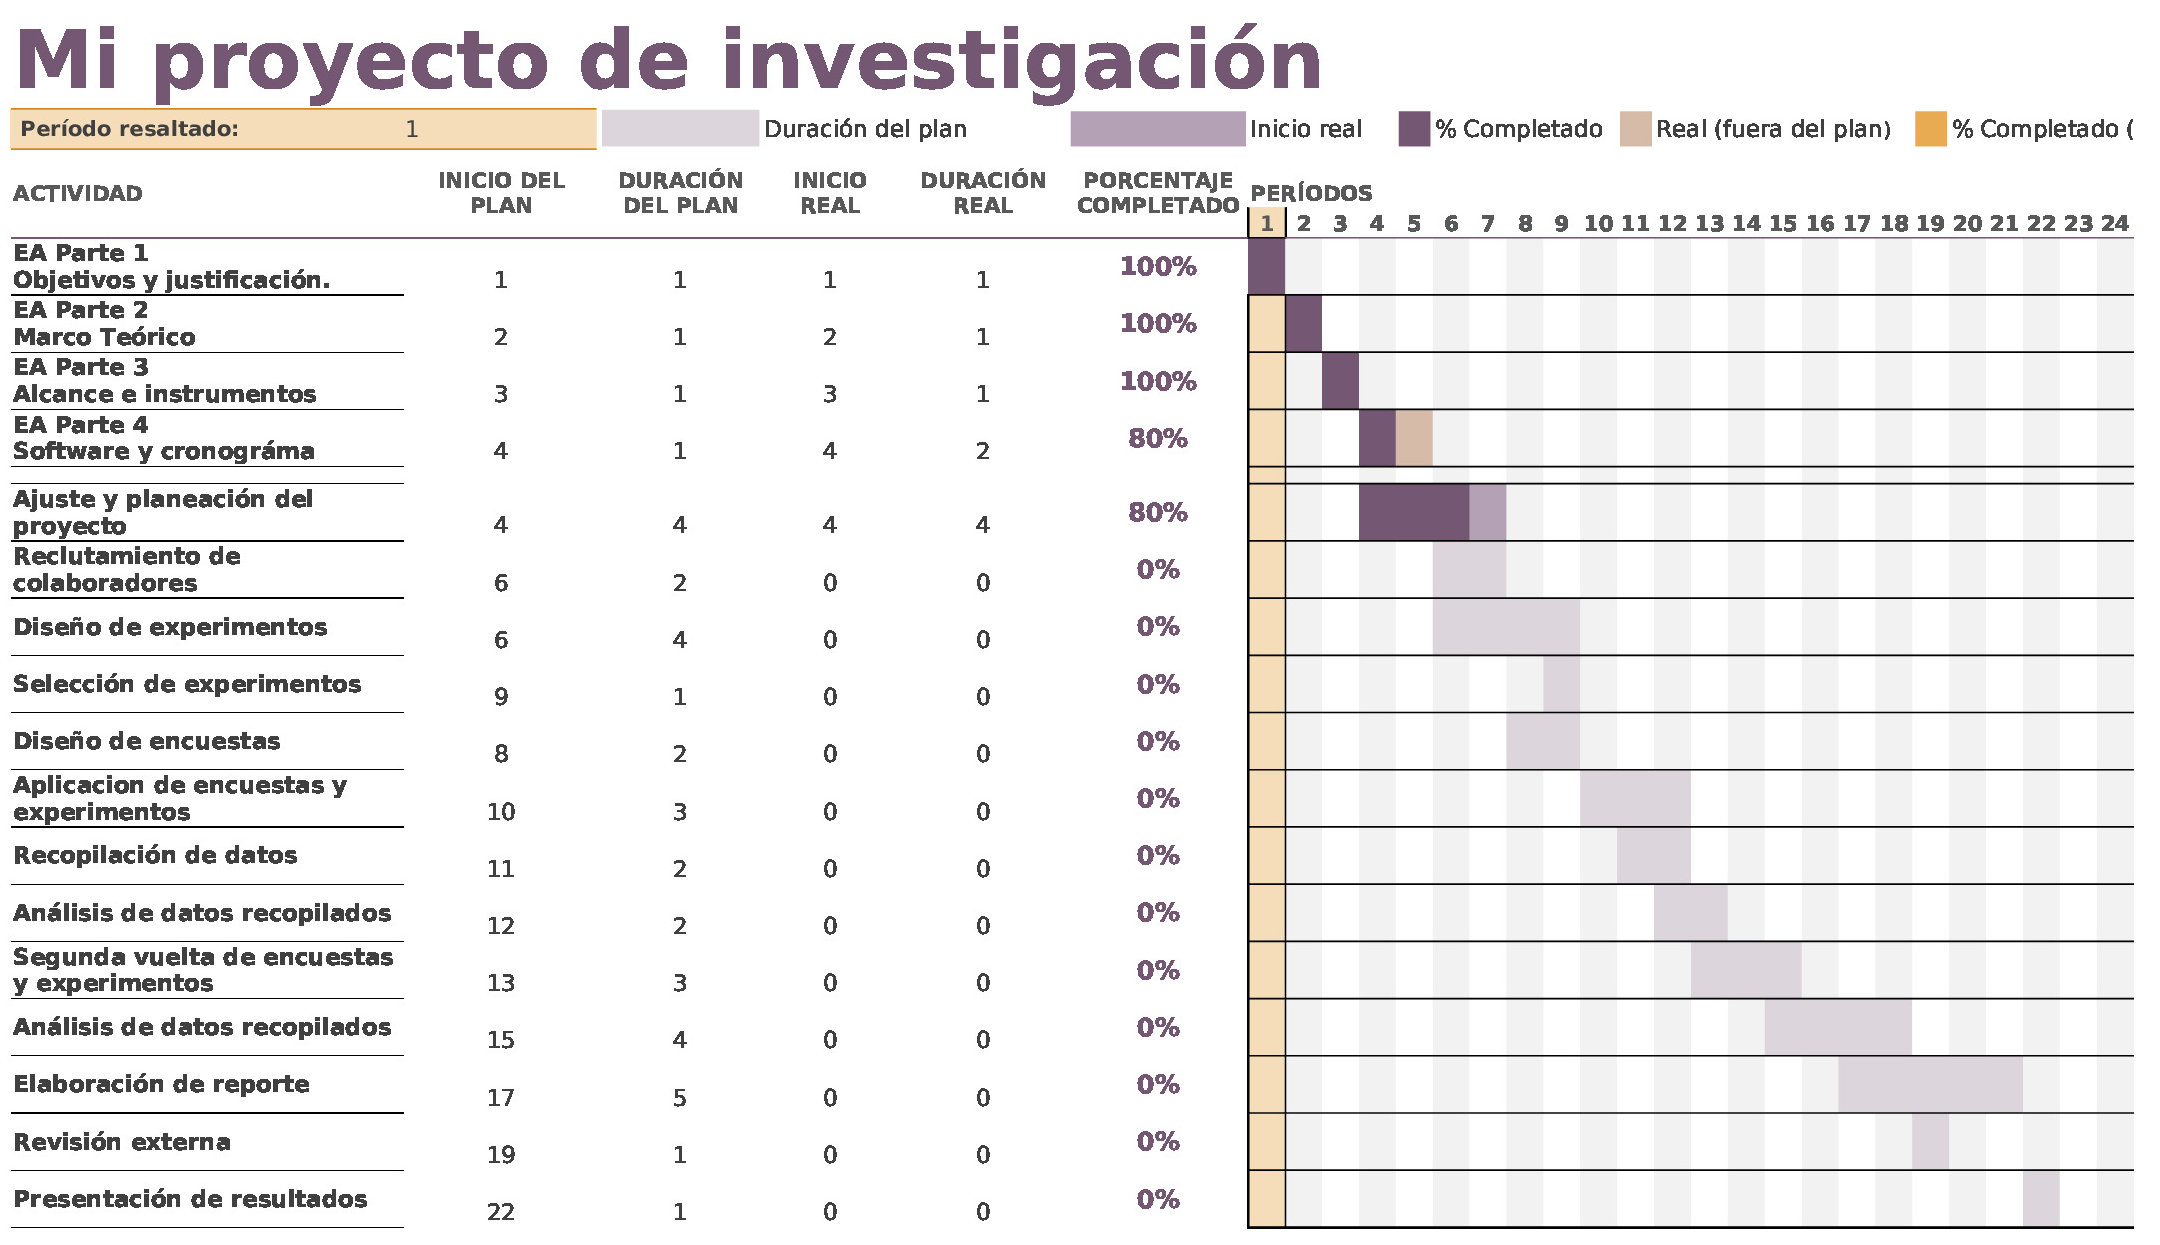 Mi proyecto de investigación
Período resaltado: 1 Duración del plan Inicio real % Completado Real (fuera del plan) % Completado (
ACTIVIDAD INICIO DEL PLAN DURACIÓN DEL PLAN INICIO REAL DURACIÓN REAL PORCENTAJE COMPLETADO PERÍODOS
1 2 3 4 5 6 7 8 9 10 11 12 13 14 15 16 17 18 19 20 21 22 23 24
EA Parte 1
Objetivos y justificación. 1 1 1 1 100%
EA Parte 2
Marco Teórico 2 1 2 1 100%
EA Parte 3
Alcance e instrumentos 3 1 3 1 100%
EA Parte 4
Software y cronográma 4 1 4 2 80%
Ajuste y planeación del
proyecto 4 4 4 4 80%
Reclutamiento de
colaboradores 6 2 0 0 0%
Diseño de experimentos 6 4 0 0 0%
Selección de experimentos 9 1 0 0 0%
Diseño de encuestas 8 2 0 0 0%
Aplicacion de encuestas y
experimentos 10 3 0 0 0%
Recopilación de datos 11 2 0 0 0%
Análisis de datos recopilados 12 2 0 0 0%
Segunda vuelta de encuestas
y experimentos 13 3 0 0 0%
Análisis de datos recopilados 15 4 0 0 0%
Elaboración de reporte 17 5 0 0 0%
Revisión externa 19 1 0 0 0%
Presentación de resultados 22 1 0 0 0%